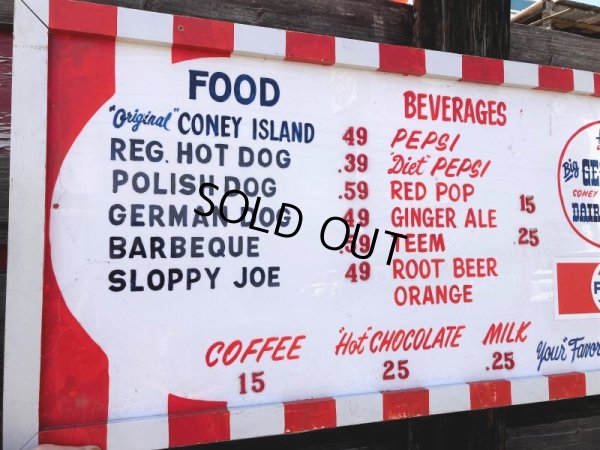 FOOD
"Original" CONEY ISLAND 49
REG. HOT DOG .39
POLISH DOG .59
GERMAN DOG 49
BARBEQUE .59
SLOPPY JOE 49
BEVERAGES
PEPSI
"Diet" PEPSI
RED POP 15
GINGER ALE
TEEM .25
ROOT BEER
ORANGE
COFFEE 15
"Hot" CHOCOLATE 25
MILK .25
Big
CONEY
"Your" Favor
SOLD OUT